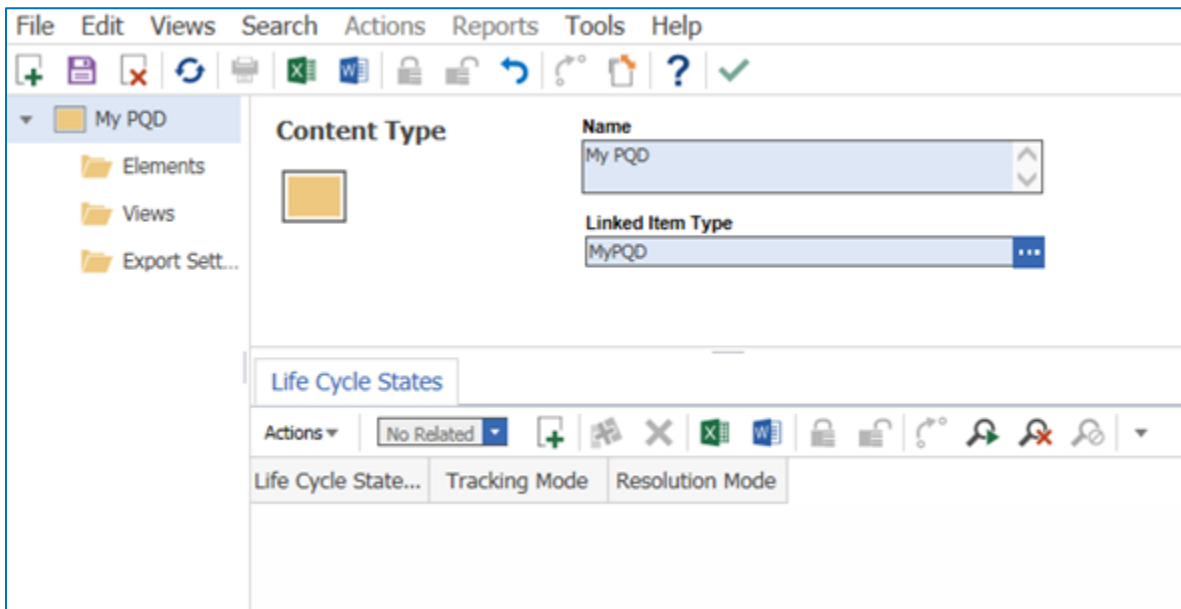 File Edit Views Search Actions Reports Tools Help
My PQD
Elements
Views
Export Sett...
Content Type
Name
My PQD
Linked Item Type
MyPQD
...
Life Cycle States
Actions No Related
Life Cycle State... Tracking Mode Resolution Mode